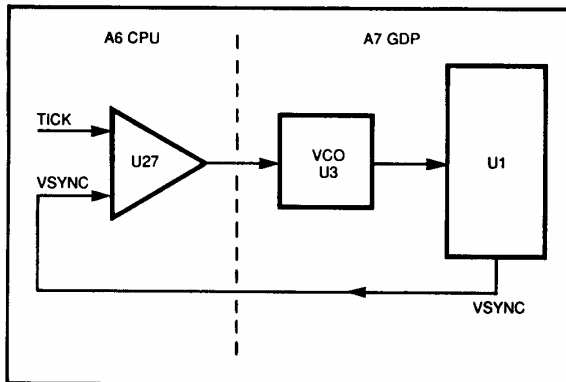 A6 CPU
A7 GDP
TICK
U27
VSYNC
VCO
U3
U1
VSYNC